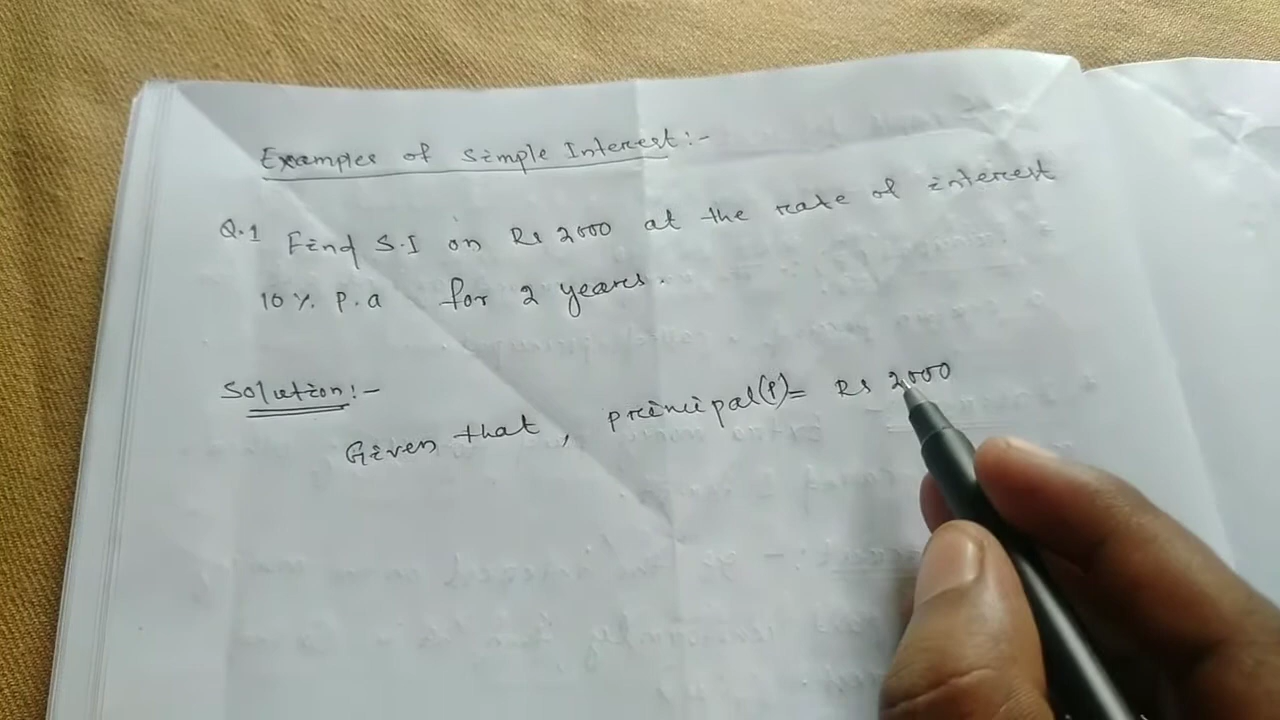 Examples of Simple Interest:-
Q.1 Find S.I on Rs 2000 at the rate of interest
10% P.a for 2 years.
Solution:-
Given that, principal(P)= Rs 2000